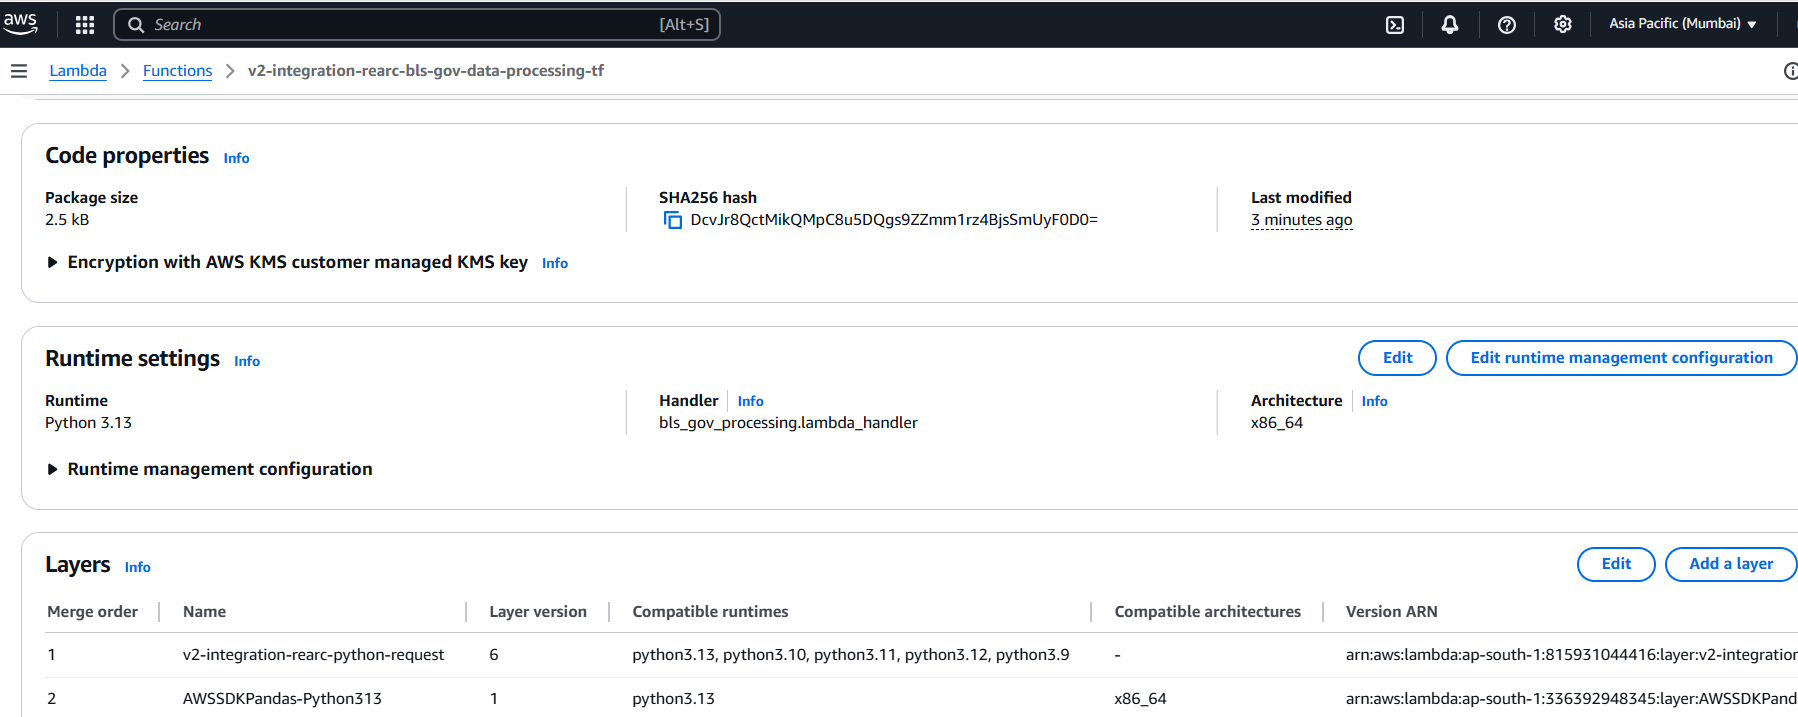 aws Search [Alt+S] Asia Pacific (Mumbai)
Lambda Functions v2-integration-rearc-bls-gov-data-processing-tf
Code properties Info
Package size SHA256 hash Last modified
2.5 kB DcvJr8QctMikQMpC8u5DQgs9ZZmm1rz4BjsSmUyF0D0= 3 minutes ago
Encryption with AWS KMS customer managed KMS key Info
Runtime settings Info Edit Edit runtime management configuration
Runtime Handler Info Architecture Info
Python 3.13 bls_gov_processing.lambda_handler x86_64
Runtime management configuration
Layers Info Edit Add a layer
Merge order Name Layer version Compatible runtimes Compatible architectures Version ARN
1 v2-integration-rearc-python-request 6 python3.13, python3.10, python3.11, python3.12, python3.9 - arn:aws:lambda:ap-south-1:815931044416:layer:v2-integration
2 AWSSDKPandas-Python313 1 python3.13 x86_64 arn:aws:lambda:ap-south-1:336392948345:layer:AWSSDKPand